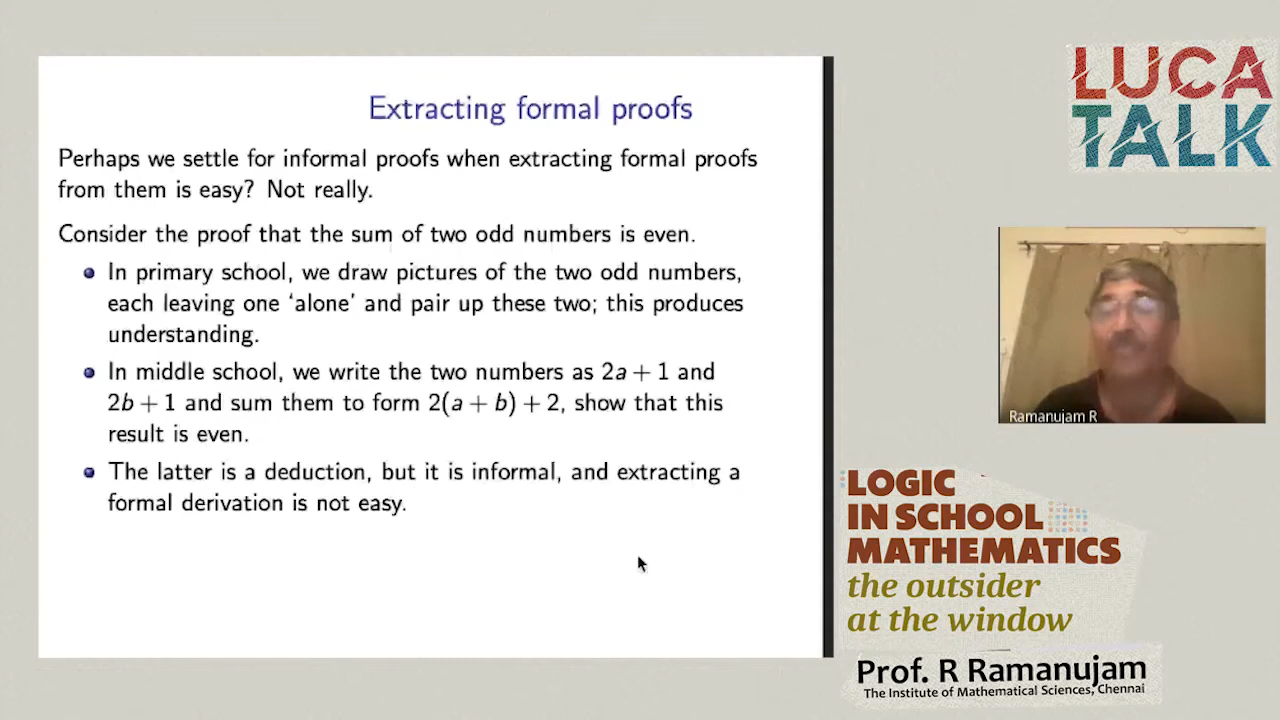 Extracting formal proofs
Perhaps we settle for informal proofs when extracting formal proofs
from them is easy? Not really.
Consider the proof that the sum of two odd numbers is even.
• In primary school, we draw pictures of the two odd numbers,
each leaving one ‘alone’ and pair up these two; this produces
understanding.
• In middle school, we write the two numbers as 2a + 1 and
2b + 1 and sum them to form 2(a + b) + 2, show that this
result is even.
• The latter is a deduction, but it is informal, and extracting a
formal derivation is not easy.
LUCA
TALK
Ramanujam R
LOGIC
IN SCHOOL
MATHEMATICS
the outsider
at the window
Prof. R Ramanujam
The Institute of Mathematical Sciences, Chennai